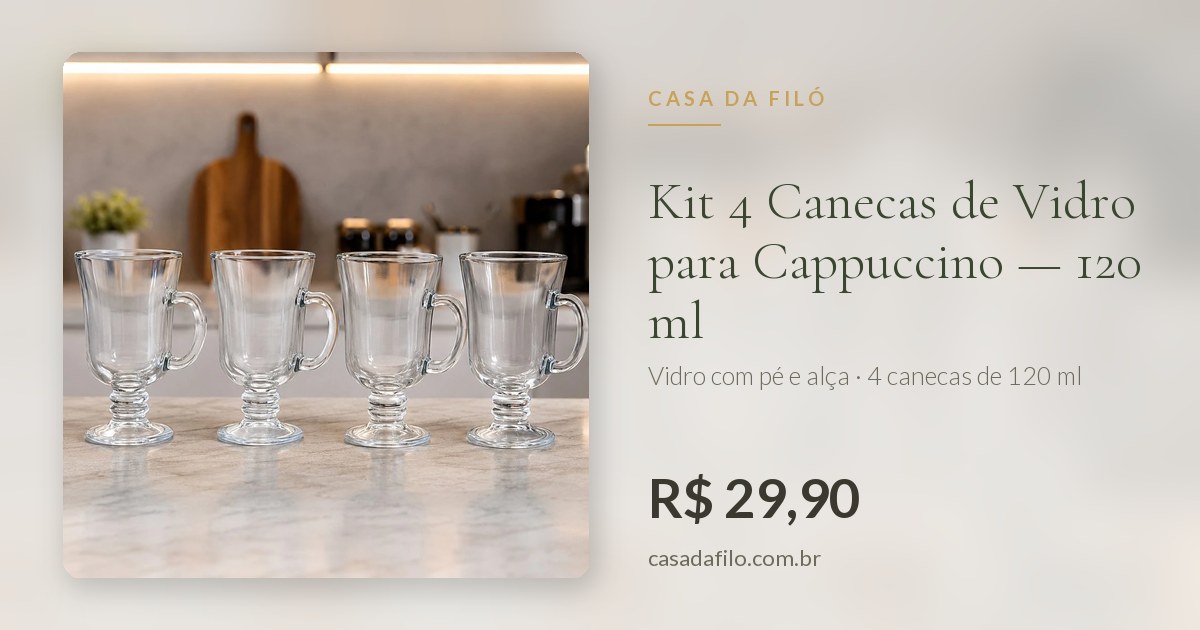 CASA DA FILÓ
Kit 4 Canecas de Vidro
para Cappuccino — 120
ml
Vidro com pé e alça · 4 canecas de 120 ml
R$ 29,90
casadafilo.com.br